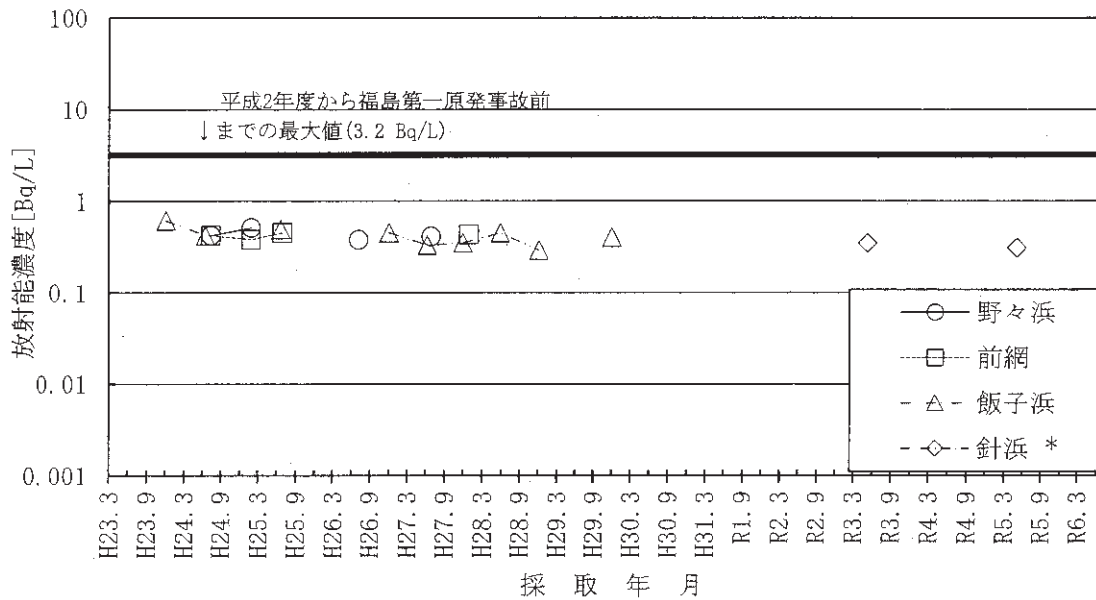 100
10
1
0.1
0.01
0.001
放射能濃度[Bq/L]
平成2年度から福島第一原発事故前
↓までの最大値(3.2 Bq/L)
野々浜
前網
飯子浜
針浜 *
H23.3
H23.9
H24.3
H24.9
H25.3
H25.9
H26.3
H26.9
H27.3
H27.9
H28.3
H28.9
H29.3
H29.9
H30.3
H30.9
H31.3
R1.9
R2.3
R2.9
R3.3
R3.9
R4.3
R4.9
R5.3
R5.9
R6.3
採 取 年 月